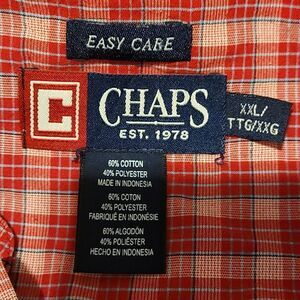 EASY CARE
C CHAPS
EST. 1978
XXL/
TTG/XXG
60% COTTON
40% POLYESTER
MADE IN INDONESIA
60% COTON
40% POLYESTER
FABRIQUÉ EN INDONÉSIE
60% ALGODÓN
40% POLIÉSTER
HECHO EN INDONESIA